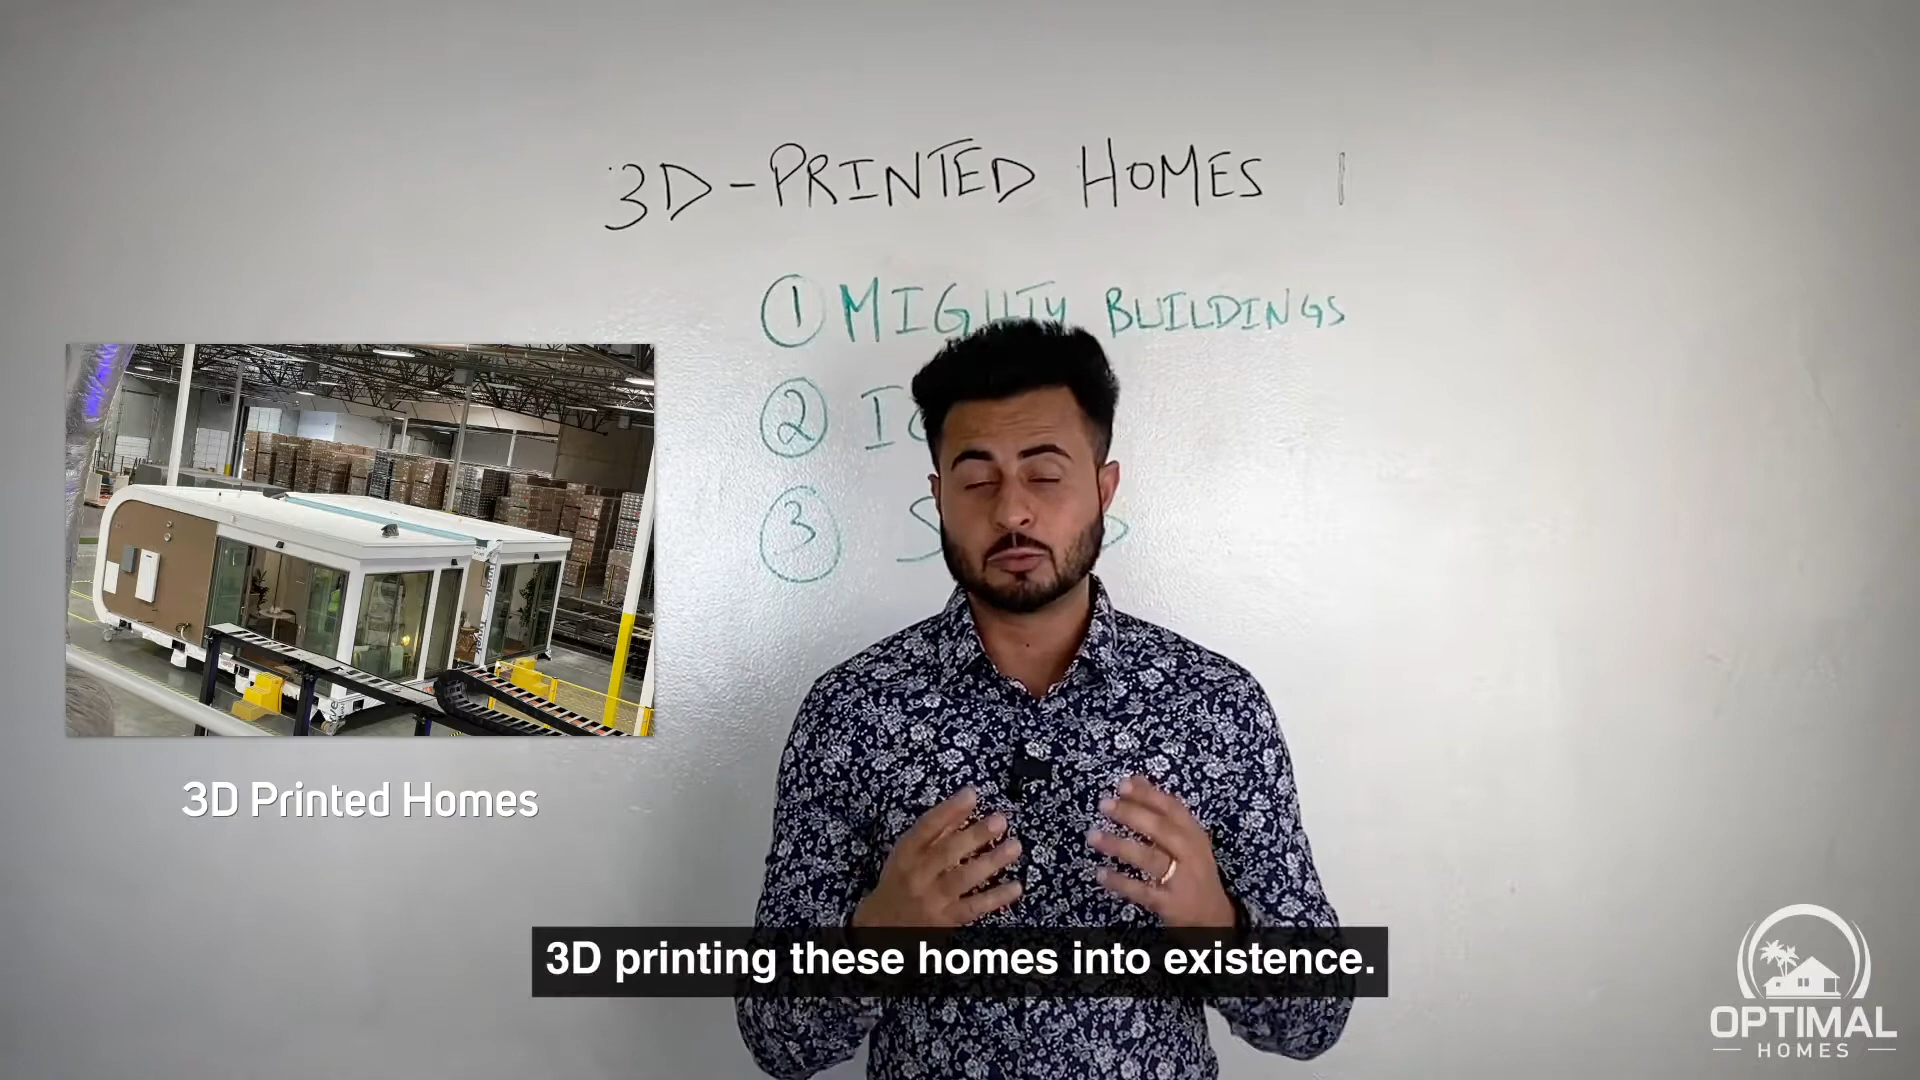 3D-PRINTED HOMES
① MIGHTY BUILDINGS
②
③
3D Printed Homes
3D printing these homes into existence.
OPTIMAL
HOMES